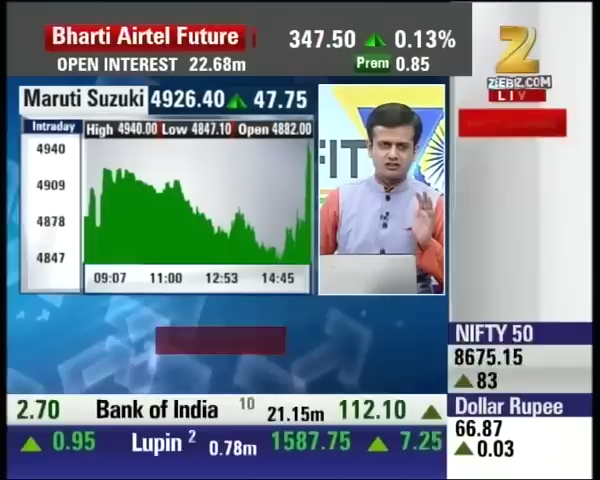 Bharti Airtel Future
347.50 ▲ 0.13%
OPEN INTEREST 22.68m
Prem 0.85
Z
ZiEBiZ.COM
LIV
Maruti Suzuki 4926.40 ▲ 47.75
Intraday
High 4940.00 Low 4847.10 Open 4882.00
4940
4909
4878
4847
09:07 11:00 12:53 14:45
FIT
NIFTY 50
8675.15
▲ 83
Dollar Rupee
66.87
▲ 0.03
2.70 Bank of India 10 21.15m 112.10 ▲
▲ 0.95 Lupin 2 0.78m 1587.75 ▲ 7.25